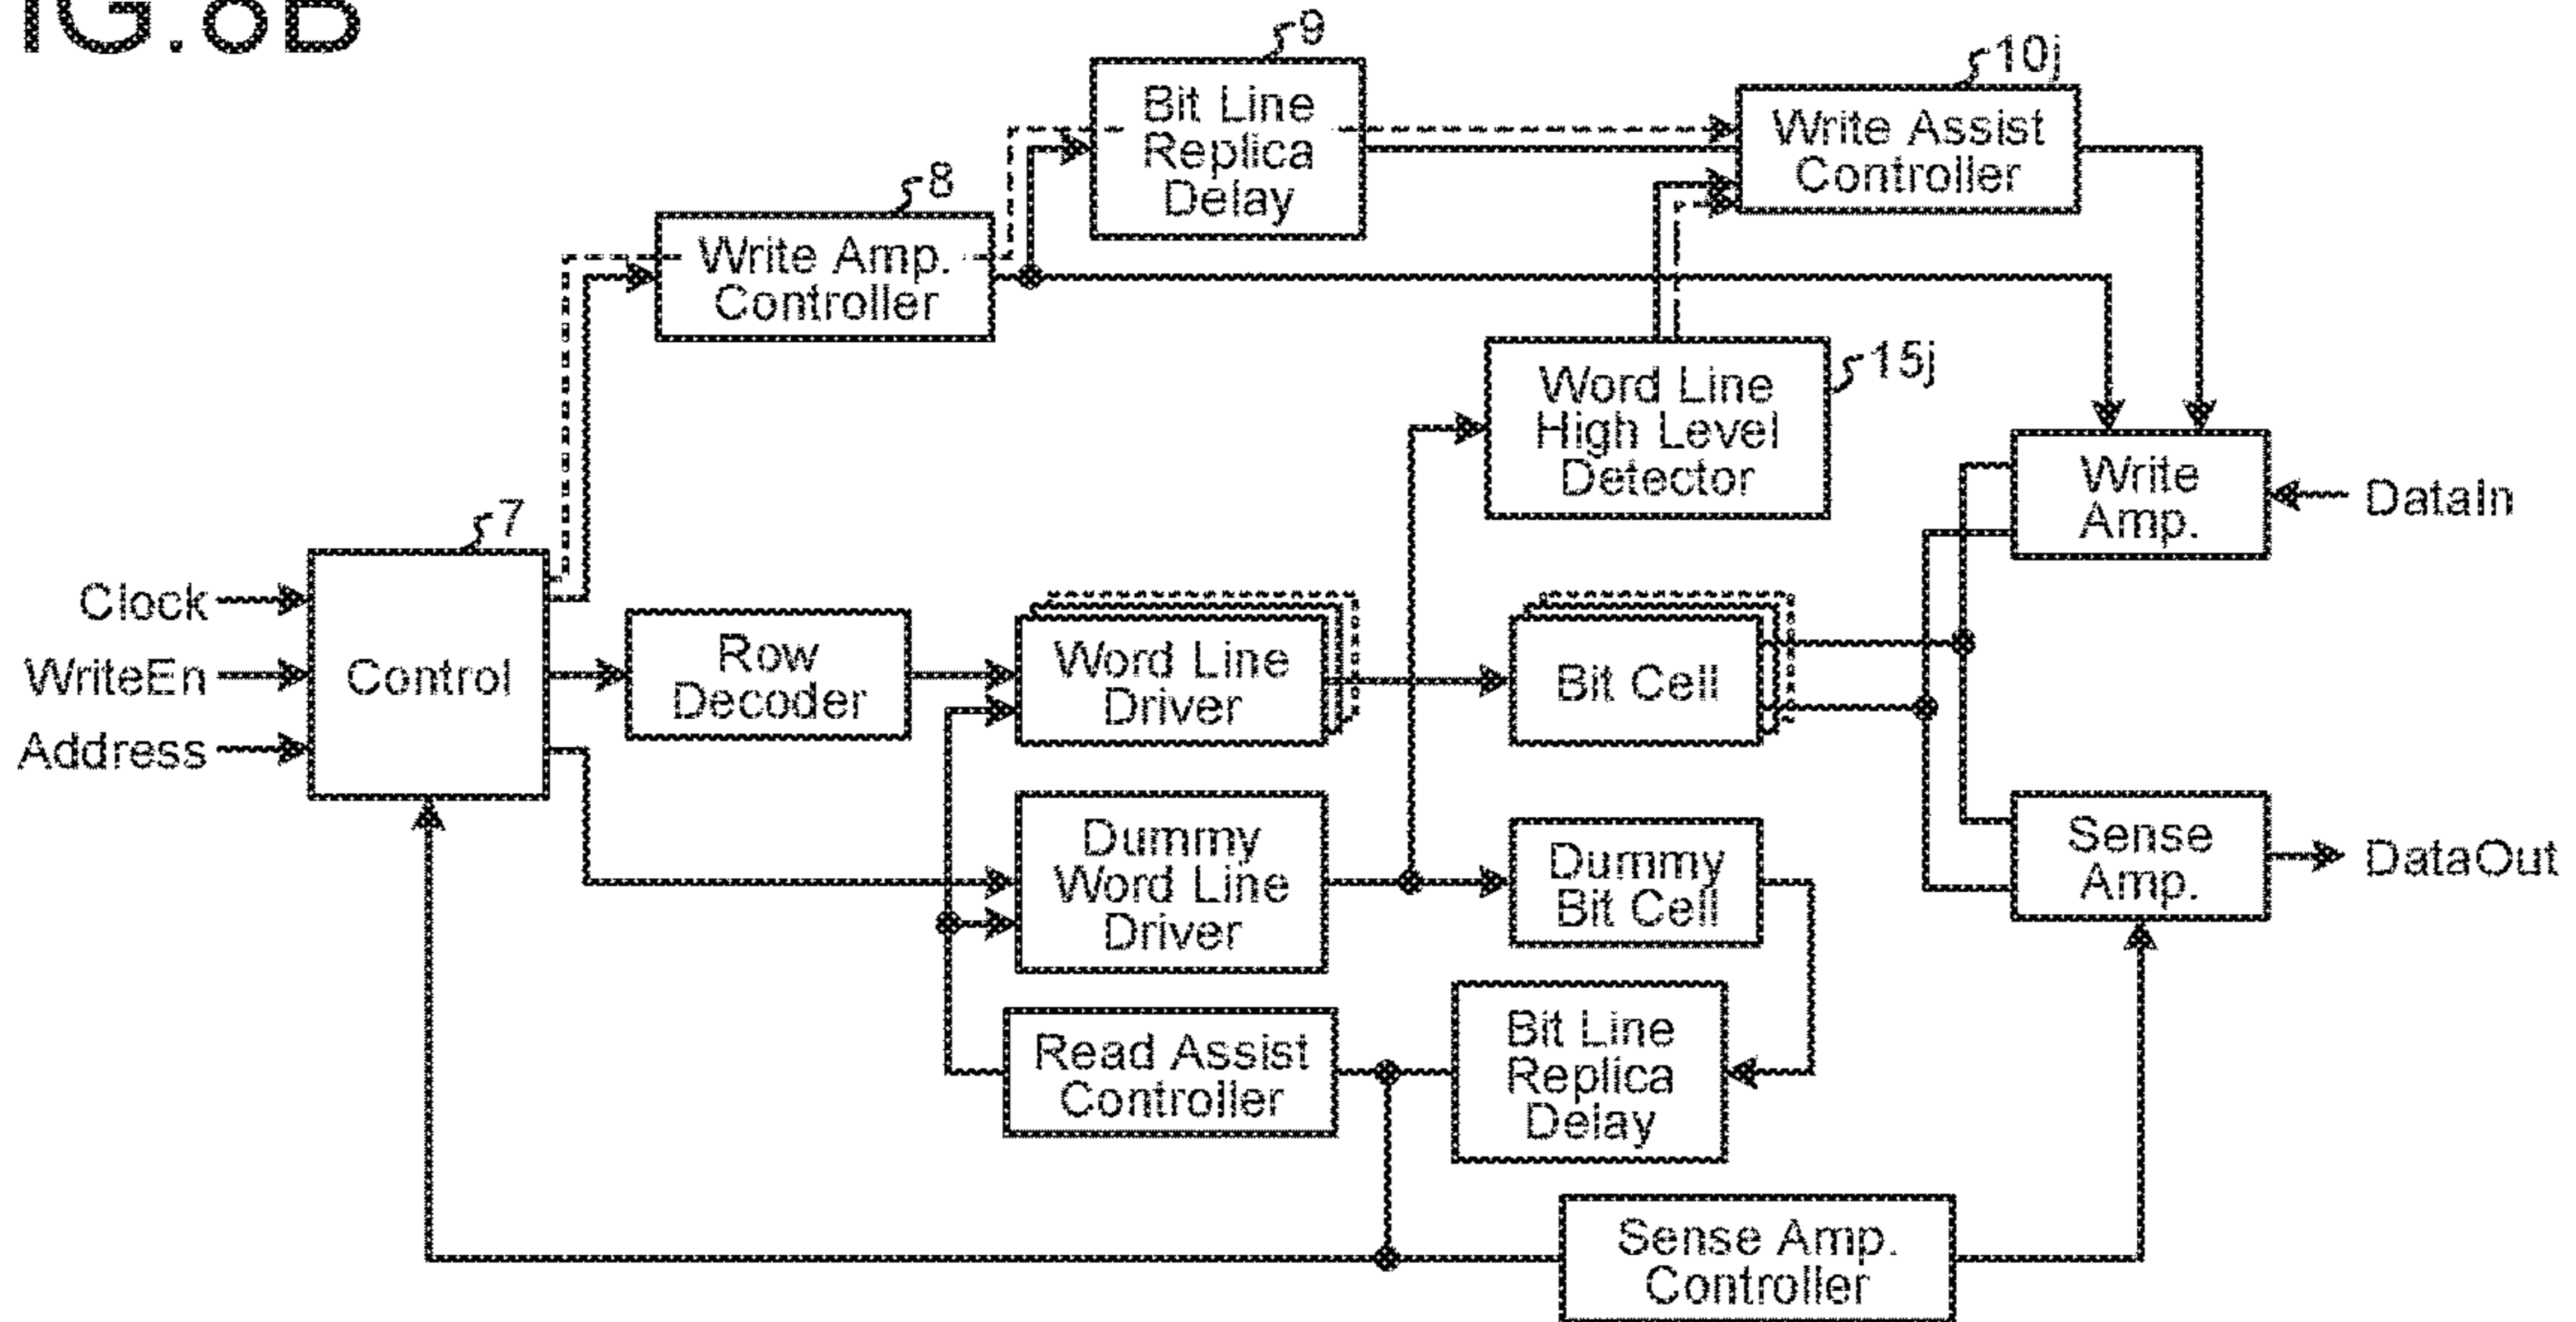 IG.8B
9
Bit Line
Replica
Delay
10j
Write Assist
Controller
8
Write Amp.
Controller
15j
Word Line
High Level
Detector
Write
Amp.
DataIn
7
Clock
WriteEn
Address
Control
Row
Decoder
Word Line
Driver
Bit Cell
Dummy
Word Line
Driver
Dummy
Bit Cell
Sense
Amp.
DataOut
Read Assist
Controller
Bit Line
Replica
Delay
Sense Amp.
Controller